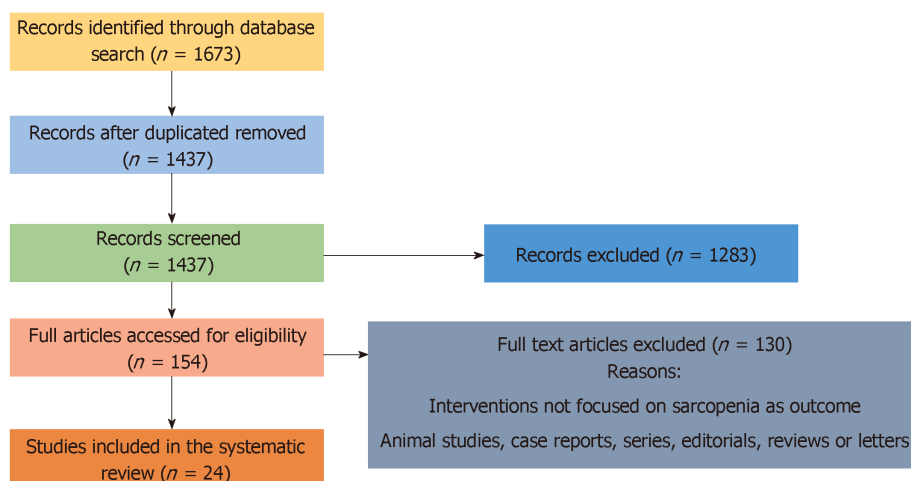 Records identified through database
search (n = 1673)
Records after duplicated removed
(n = 1437)
Records screened
(n = 1437)
Records excluded (n = 1283)
Full articles accessed for eligibility
(n = 154)
Full text articles excluded (n = 130)
Reasons:
Interventions not focused on sarcopenia as outcome
Animal studies, case reports, series, editorials, reviews or letters
Studies included in the systematic
review (n = 24)